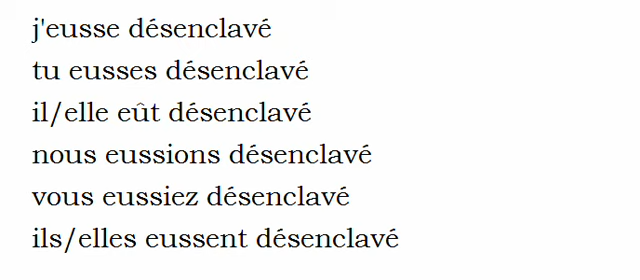 j'eusse désenclavé
tu eusses désenclavé
il/elle eût désenclavé
nous eussions désenclavé
vous eussiez désenclavé
ils/elles eussent désenclavé